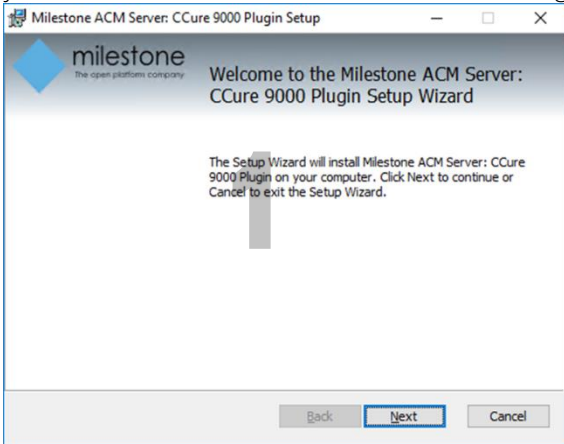 Milestone ACM Server: CCure 9000 Plugin Setup
milestone
The open platform company
Welcome to the Milestone ACM Server:
CCure 9000 Plugin Setup Wizard
The Setup Wizard will install Milestone ACM Server: CCure
9000 Plugin on your computer. Click Next to continue or
Cancel to exit the Setup Wizard.
1
Back Next Cancel